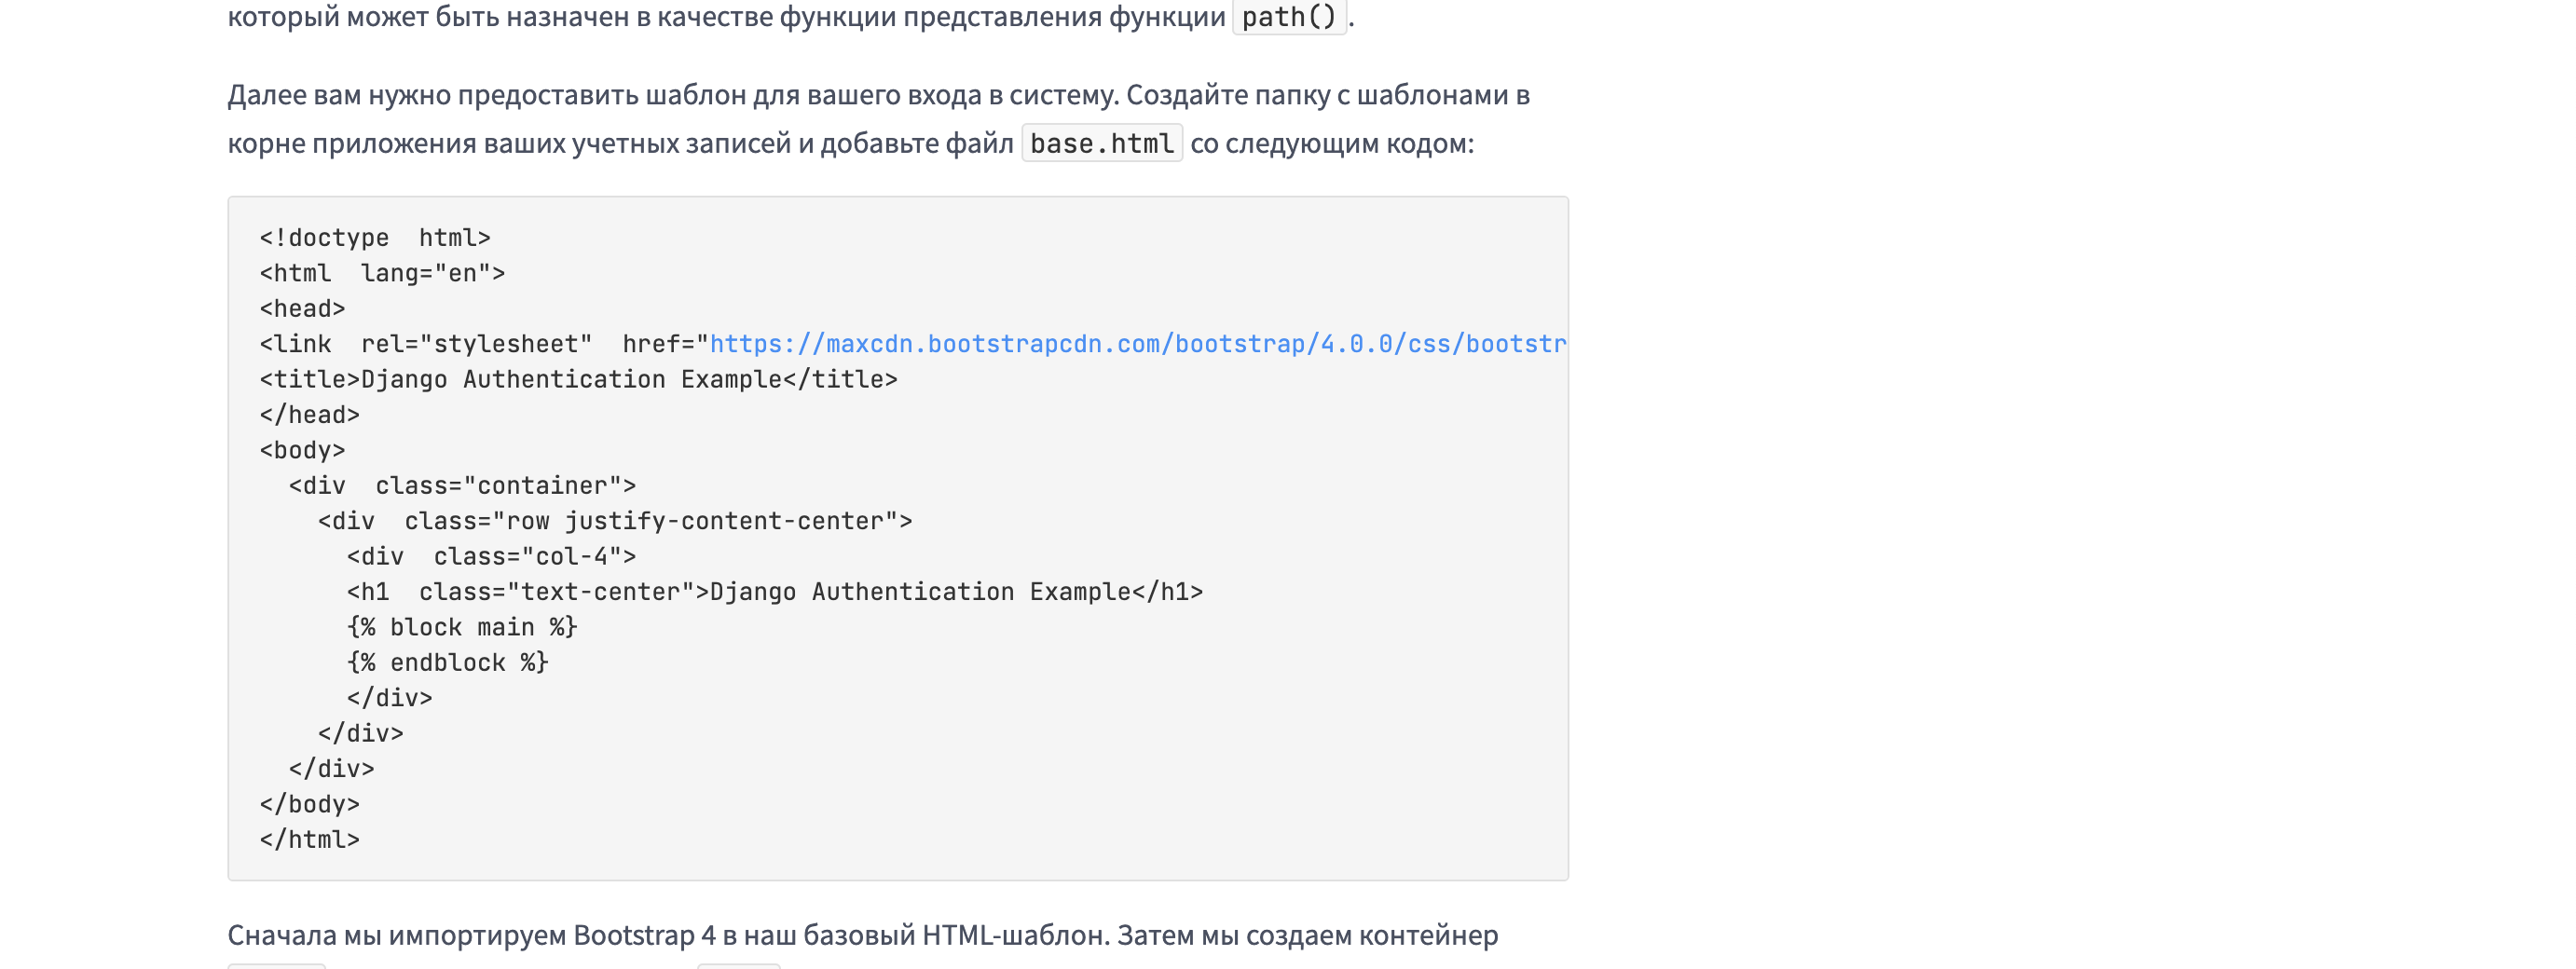 который может быть назначен в качестве функции представления функции path().
Далее вам нужно предоставить шаблон для вашего входа в систему. Создайте папку с шаблонами в
корне приложения ваших учетных записей и добавьте файл base.html со следующим кодом:
<!doctype  html>
<html  lang="en">
<head>
<link  rel="stylesheet"  href="https://maxcdn.bootstrapcdn.com/bootstrap/4.0.0/css/bootstr
<title>Django Authentication Example</title>
</head>
<body>
  <div  class="container">
    <div  class="row justify-content-center">
      <div  class="col-4">
      <h1  class="text-center">Django Authentication Example</h1>
      {% block main %}
      {% endblock %}
      </div>
    </div>
  </div>
</body>
</html>
Сначала мы импортируем Bootstrap 4 в наш базовый HTML-шаблон. Затем мы создаем контейнер